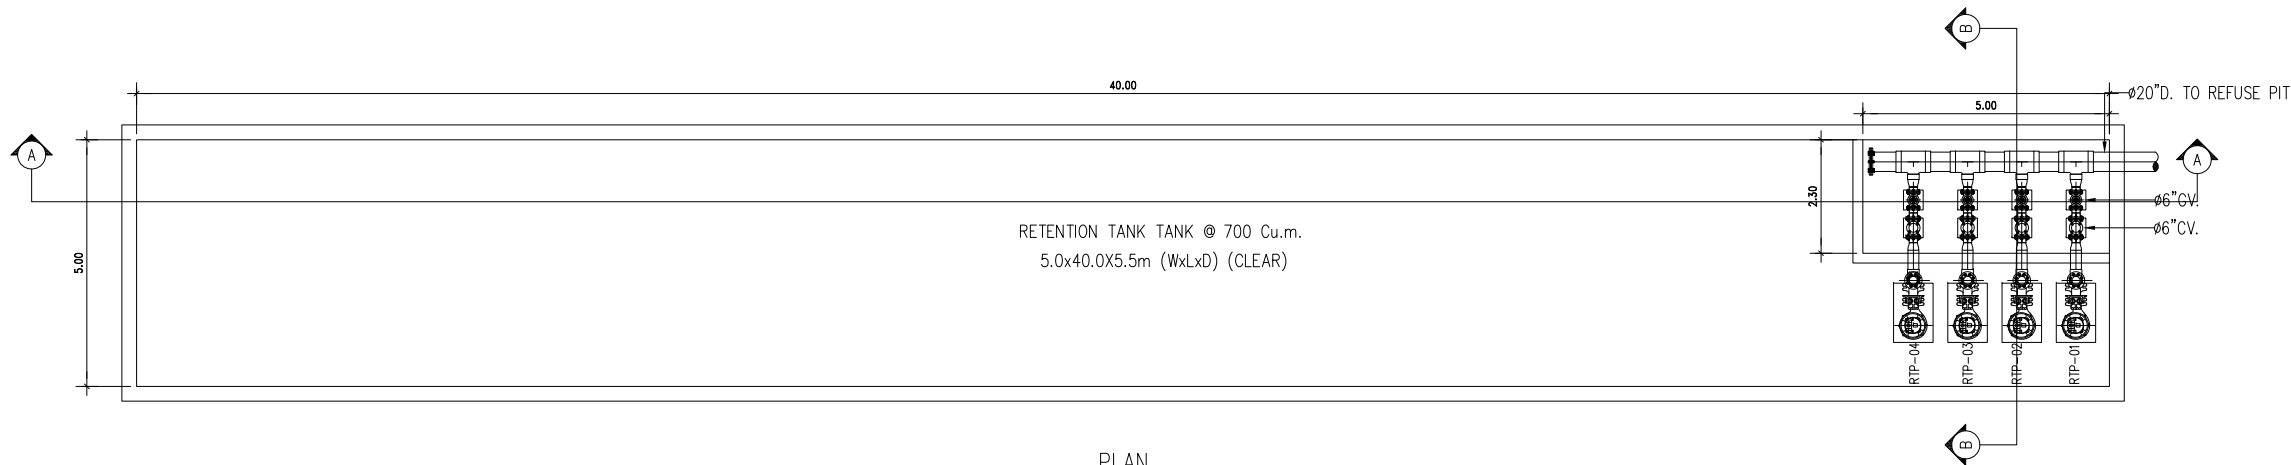 B
40.00
ø20"D. TO REFUSE PIT
5.00
A
A
2.30
ø6"CV.
RETENTION TANK TANK @ 700 Cu.m.
ø6"CV.
5.00
5.0x40.0X5.5m (WxLxD) (CLEAR)
RTP-04
RTP-03
RTP-02
RTP-01
B
PLAN